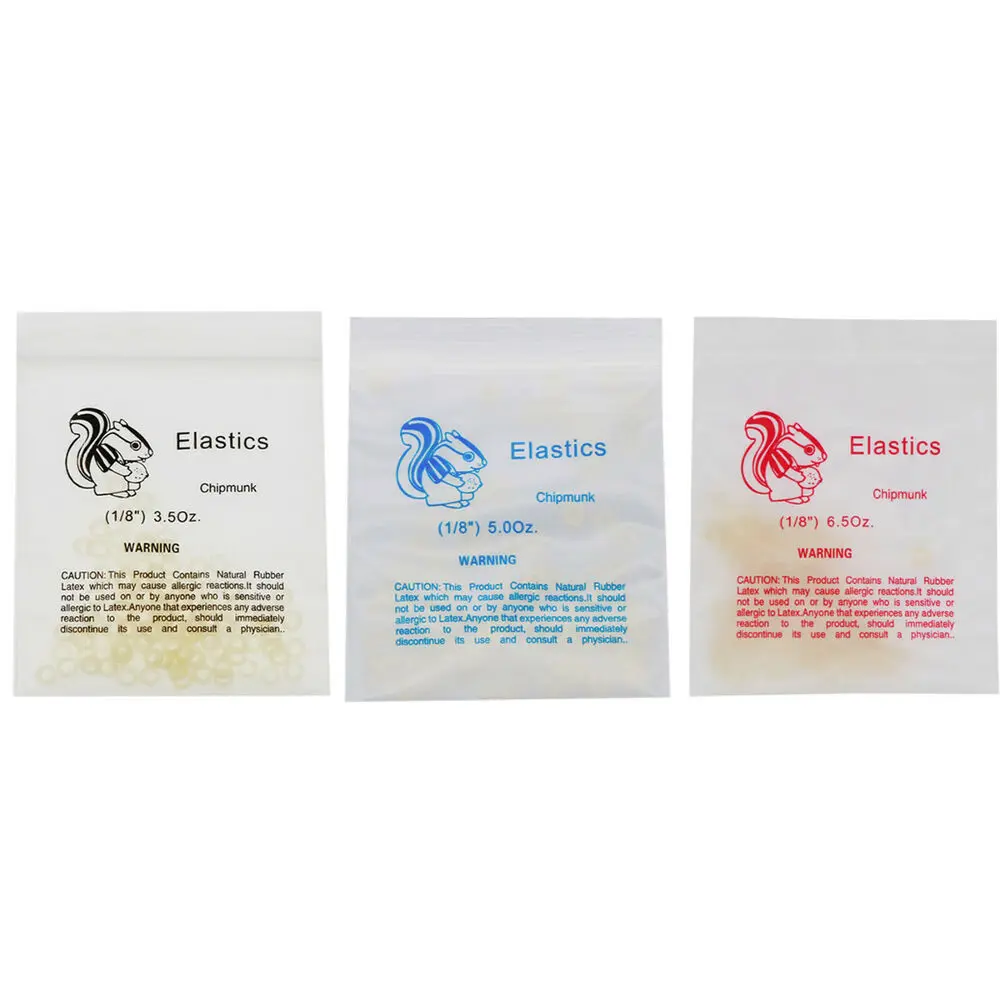 Elastics
Chipmunk
(1/8") 3.5Oz.
WARNING
CAUTION: This Product Contains Natural Rubber
Latex which may cause allergic reactions.It should
not be used on or by anyone who is sensitive or
allergic to Latex.Anyone that experiences any adverse
reaction to the product, should immediately
discontinue its use and consult a physician..
Elastics
Chipmunk
(1/8") 5.0Oz.
WARNING
CAUTION: This Product Contains Natural Rubber
Latex which may cause allergic reactions.It should
not be used on or by anyone who is sensitive or
allergic to Latex.Anyone that experiences any adverse
reaction to the product, should immediately
discontinue its use and consult a physician..
Elastics
Chipmunk
(1/8") 6.5Oz.
WARNING
CAUTION: This Product Contains Natural Rubber
Latex which may cause allergic reactions.It should
not be used on or by anyone who is sensitive or
allergic to Latex.Anyone that experiences any adverse
reaction to the product, should immediately
discontinue its use and consult a physician..